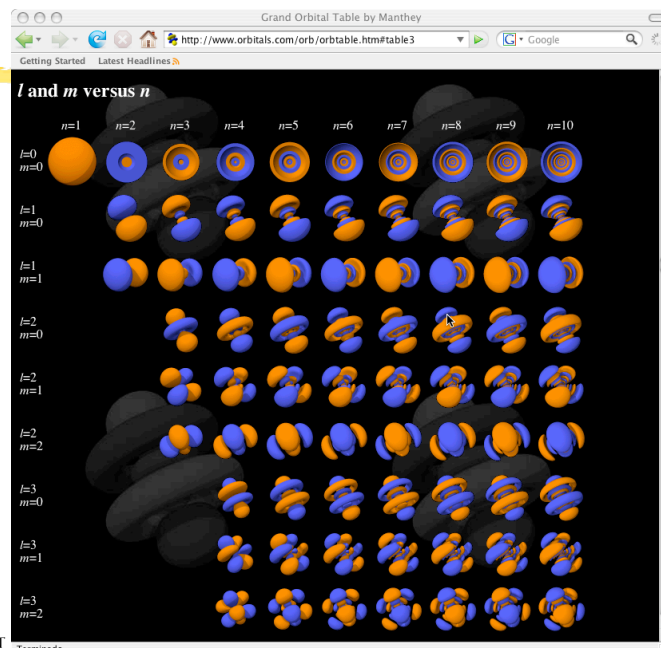 Grand Orbital Table by Manthey
http://www.orbitals.com/orb/orbtable.htm#table3
G Google
Getting Started Latest Headlines
l and m versus n
n=1 n=2 n=3 n=4 n=5 n=6 n=7 n=8 n=9 n=10
l=0
m=0
l=1
m=0
l=1
m=1
l=2
m=0
l=2
m=1
l=2
m=2
l=3
m=0
l=3
m=1
l=3
m=2